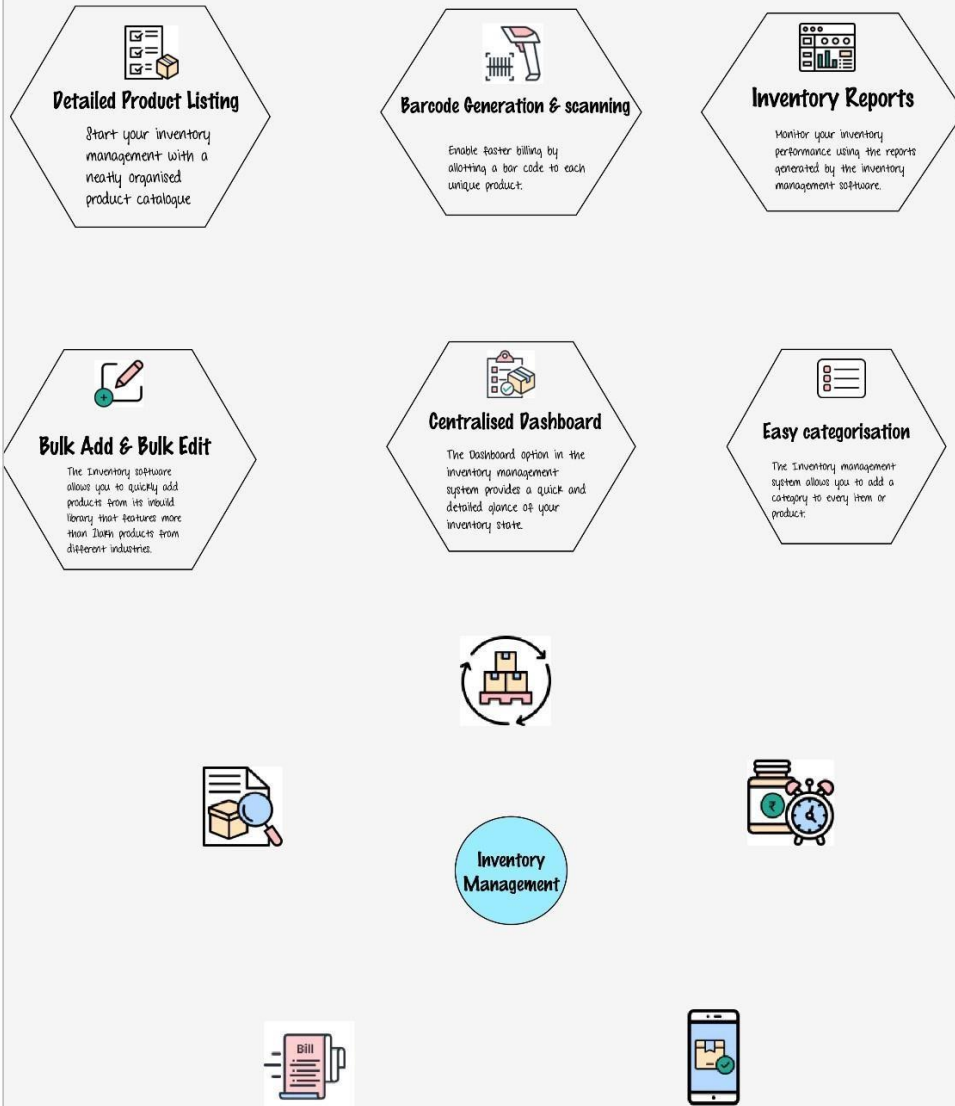 Detailed Product Listing
Start your inventory
management with a
neatly organised
product catalogue
Barcode Generation & scanning
Enable faster billing by
allotting a bar code to each
unique product.
Inventory Reports
Monitor your inventory
performance using the reports
generated by the inventory
management software.
Bulk Add & Bulk Edit
The Inventory software
allows you to quickly add
products from its inbuild
library that features more
than 2lakh products from
different industries.
Centralised Dashboard
The Dashboard option in the
inventory management
system provides a quick and
detailed glance of your
inventory state.
Easy categorisation
The Inventory management
system allows you to add a
category to every item or
product.
₹
Inventory
Management
Bill